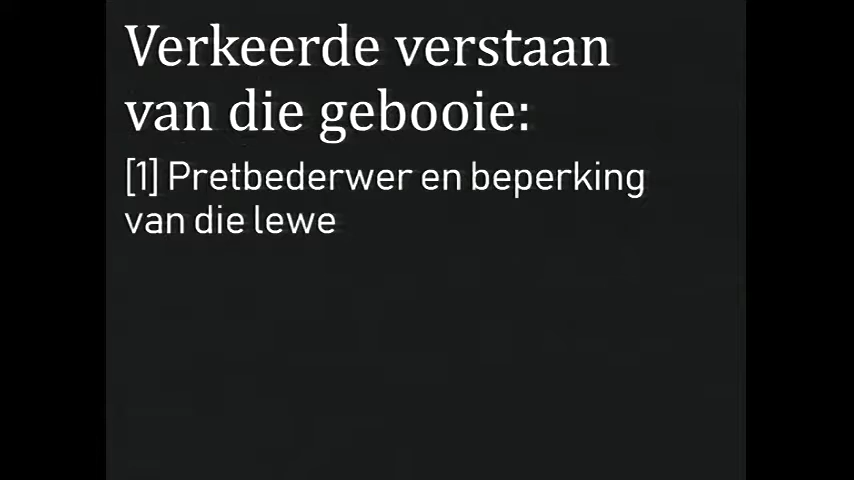 Verkeerde verstaan
van die gebooie:
[1] Pretbederwer en beperking
van die lewe